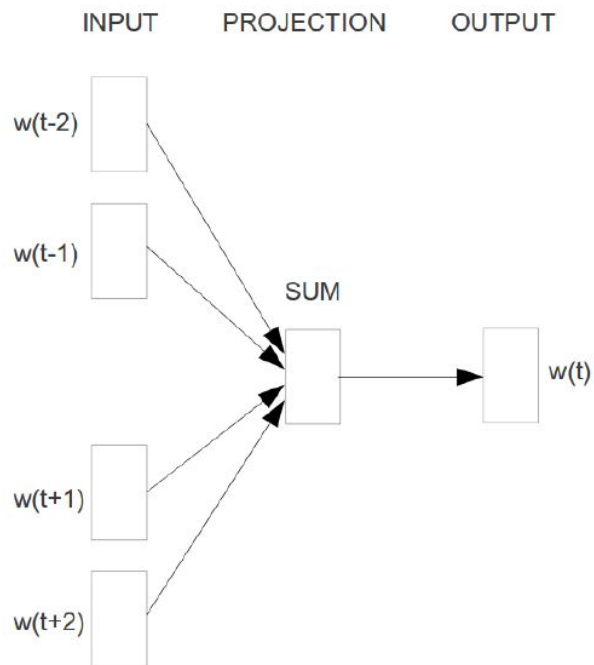 INPUT PROJECTION OUTPUT
w(t-2)
w(t-1)
SUM
w(t)
w(t+1)
w(t+2)